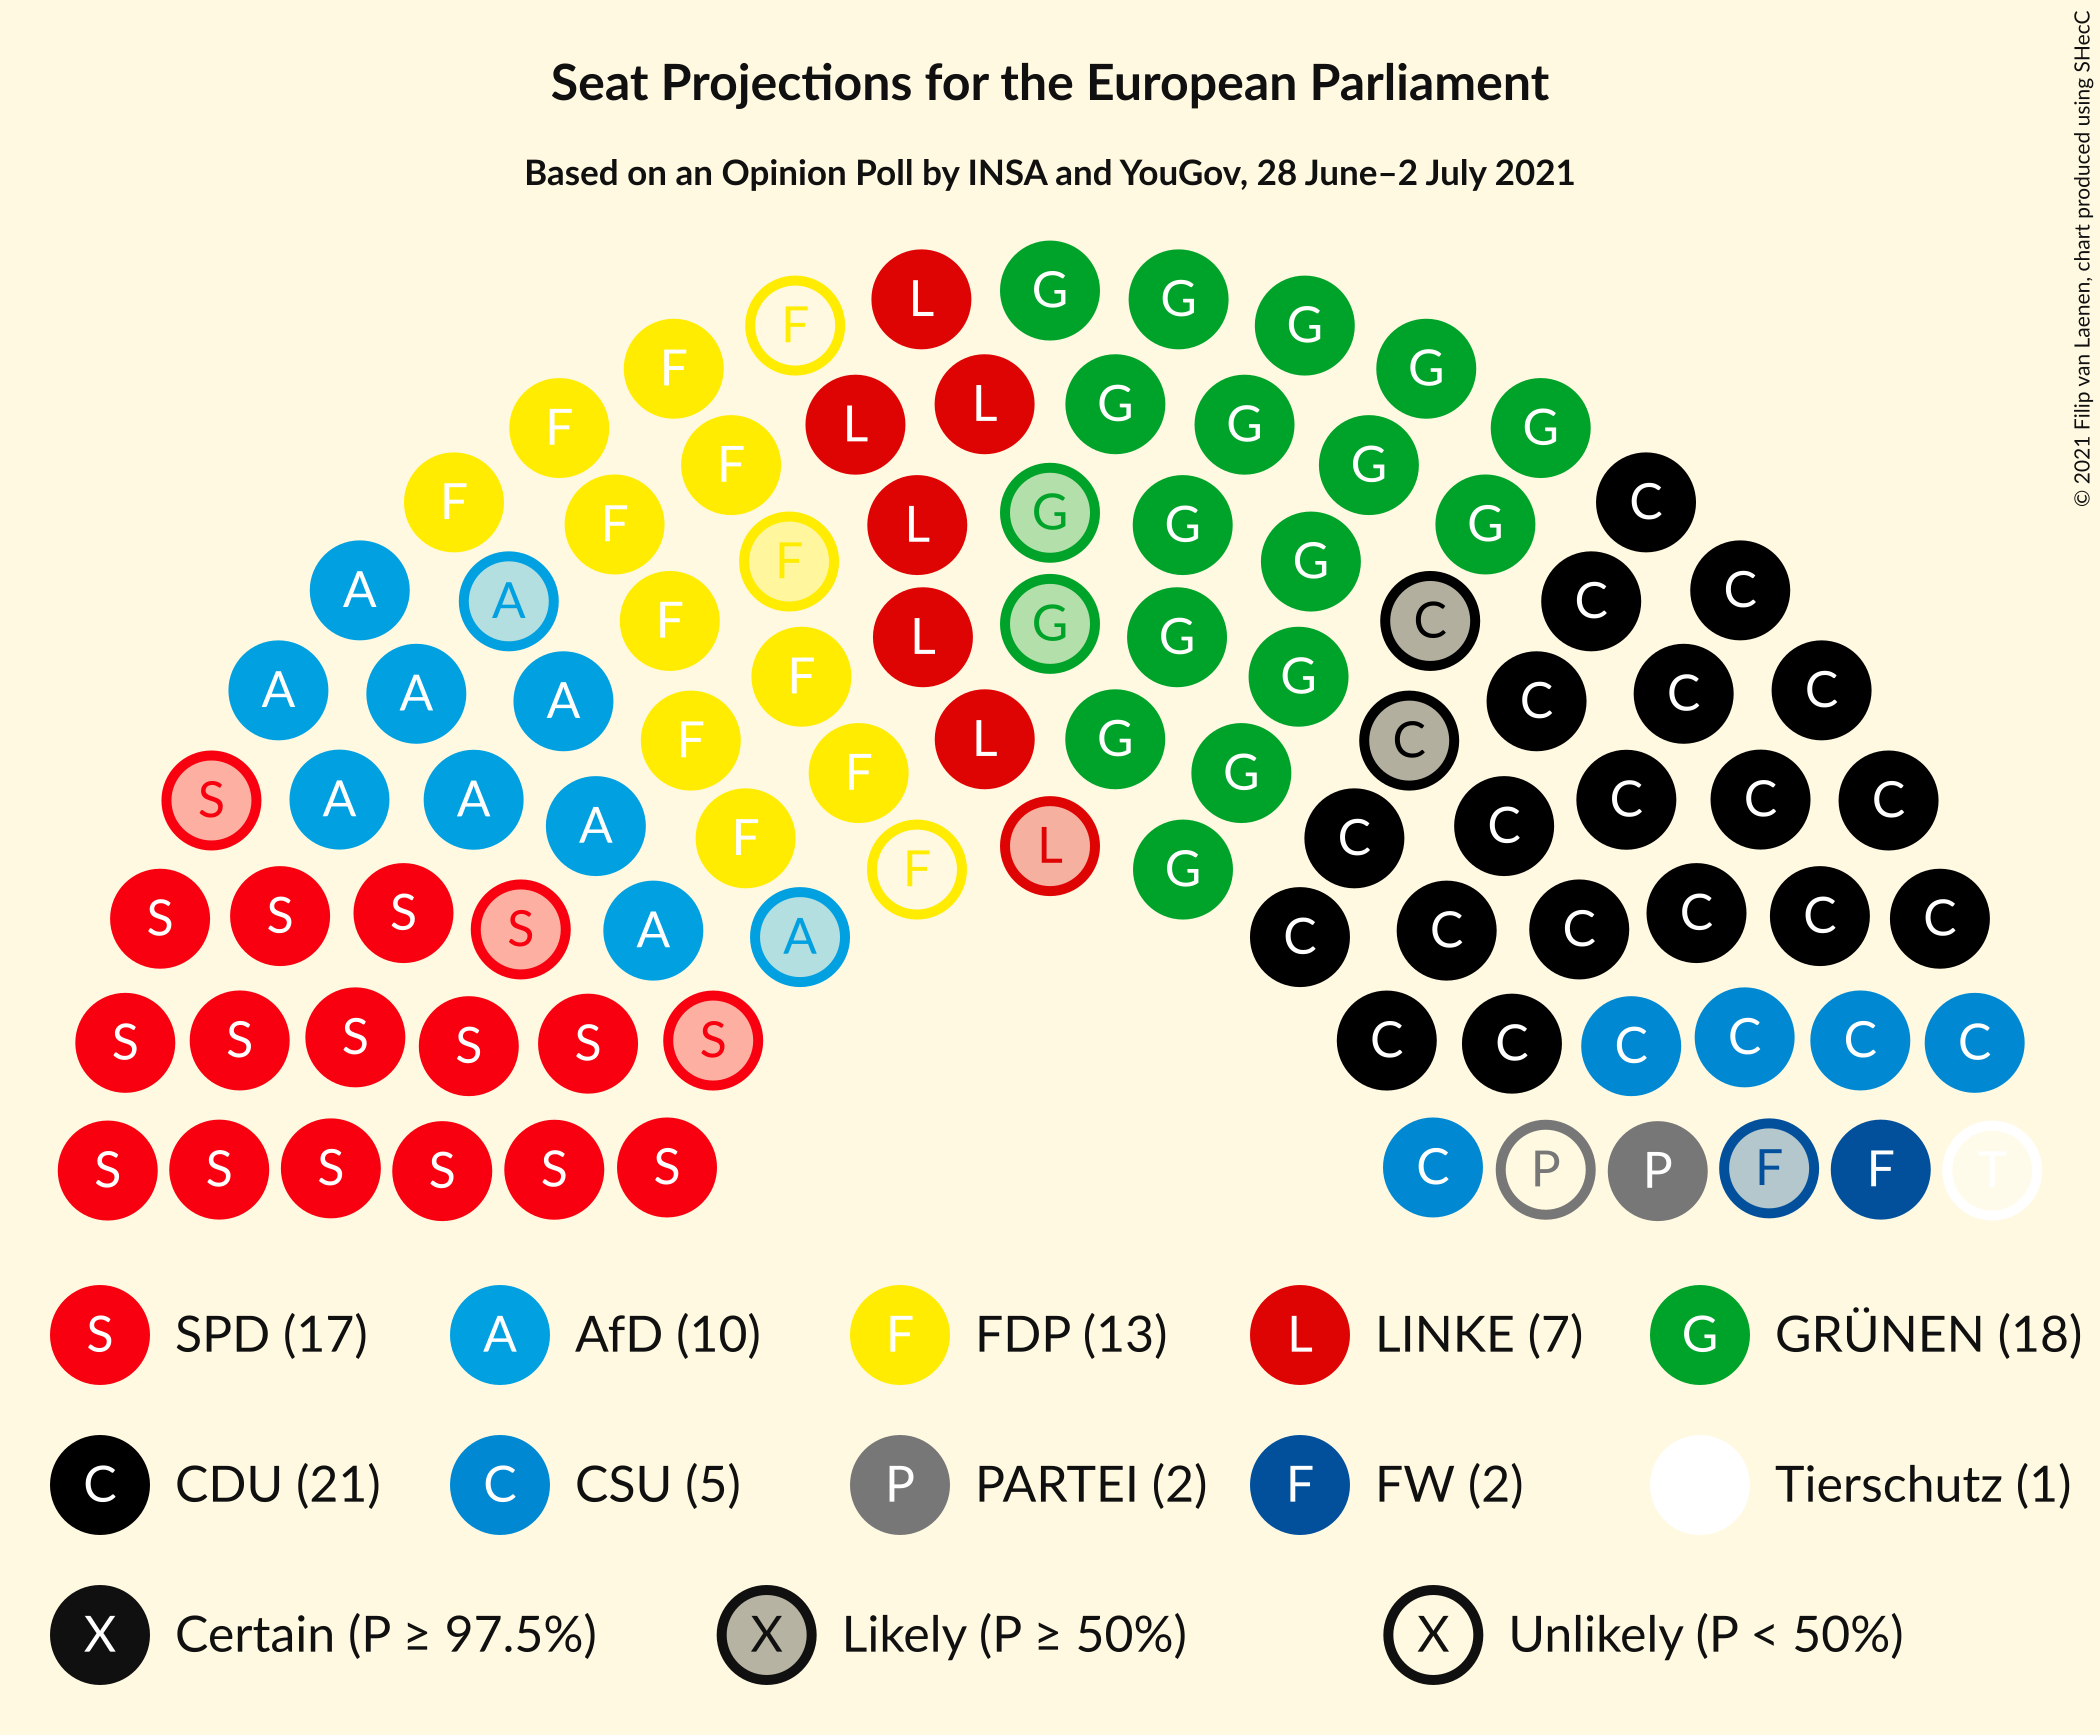 Seat Projections for the European Parliament
Based on an Opinion Poll by INSA and YouGov, 28 June–2 July 2021
© 2021 Filip van Laenen, chart produced using SHecC
L G G G
F F G G
F L L G G
F F F G G G C
F F L G G G C
A A F F L G G C C C
A A A F L G G C C C C
S A A A F F L G C C C C C
S S S S A F F G C C C C C C
A C
S S S S S S C C C C C C
S S S S S S C P P F F T
S SPD (17) A AfD (10) F FDP (13) L LINKE (7) G GRÜNEN (18)
C CDU (21) C CSU (5) P PARTEI (2) F FW (2) Tierschutz (1)
X Certain (P ≥ 97.5%) X Likely (P ≥ 50%) X Unlikely (P < 50%)